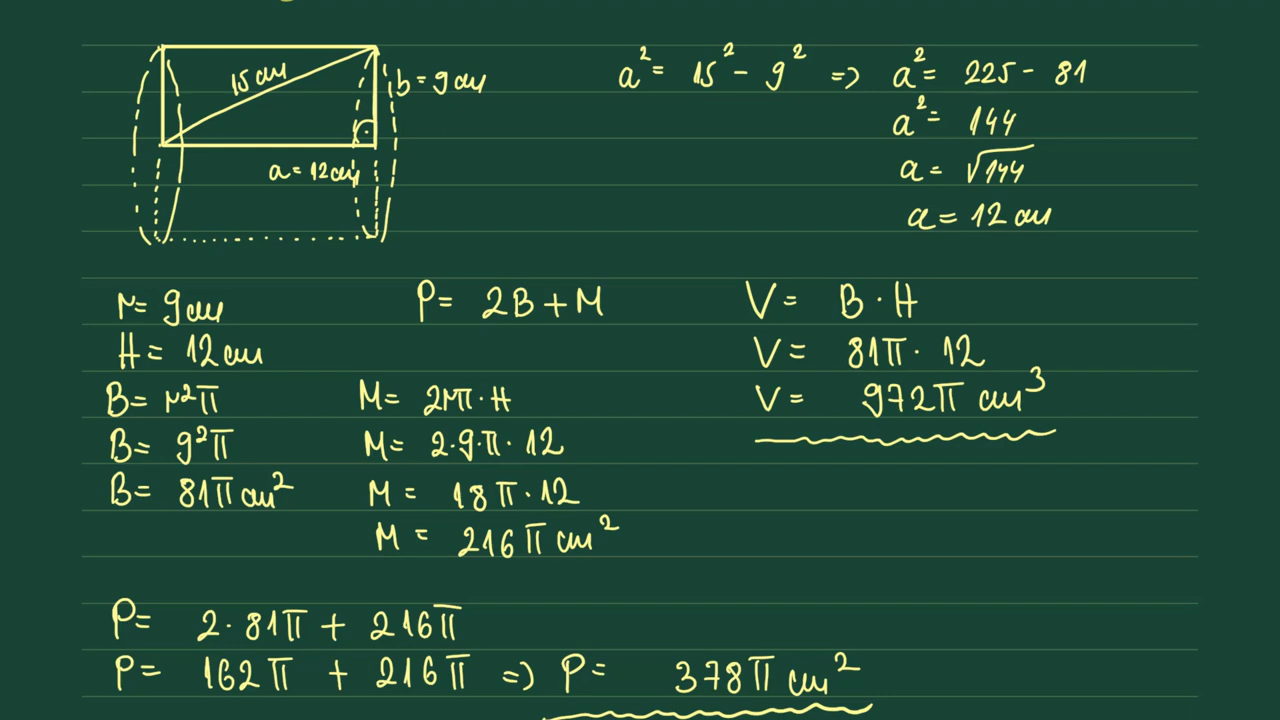 15 cm
b = 9 cm
a = 12 cm
a² = 15² - 9² => a² = 225 - 81
a² = 144
a = √144
a = 12 cm
r = 9 cm
H = 12 cm
B = r²π
B = 9²π
B = 81π cm²
P = 2B + M
M = 2rπ · H
M = 2·9·π · 12
M = 18π · 12
M = 216π cm²
V = B · H
V = 81π · 12
V = 972π cm³
P = 2·81π + 216π
P = 162π + 216π => P = 378π cm²